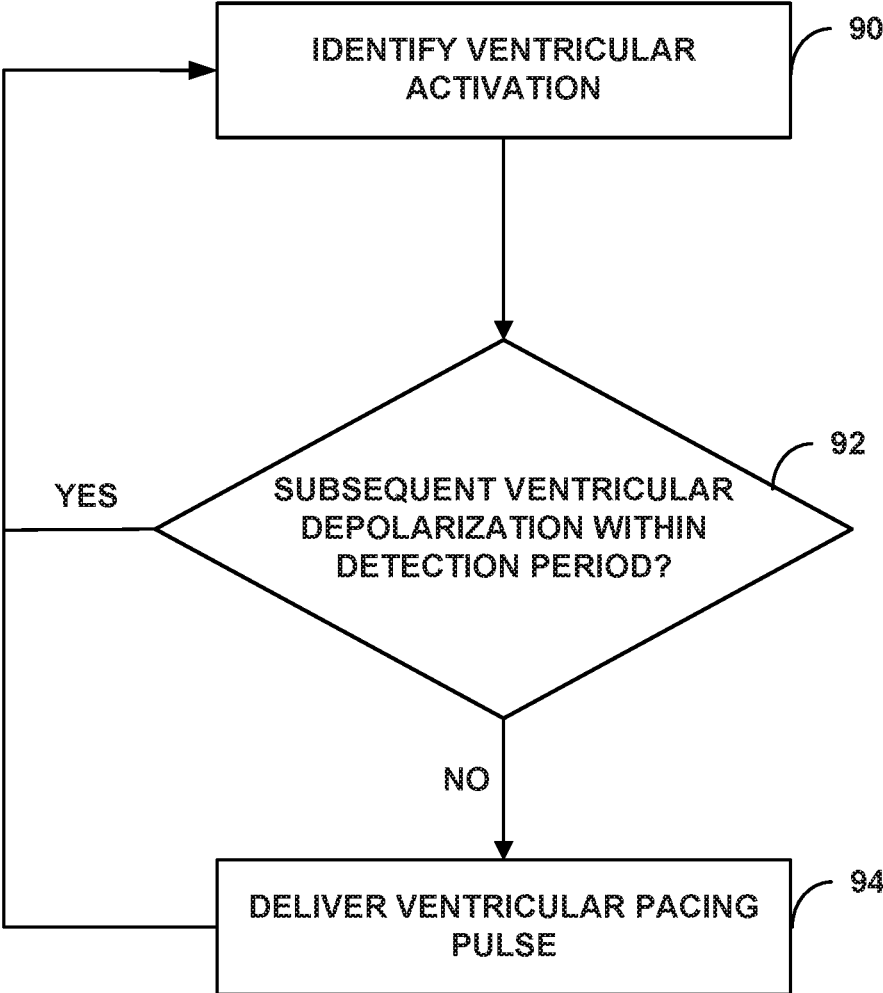 IDENTIFY VENTRICULAR
ACTIVATION
90
SUBSEQUENT VENTRICULAR
DEPOLARIZATION WITHIN
DETECTION PERIOD?
92
YES
NO
DELIVER VENTRICULAR PACING
PULSE
94